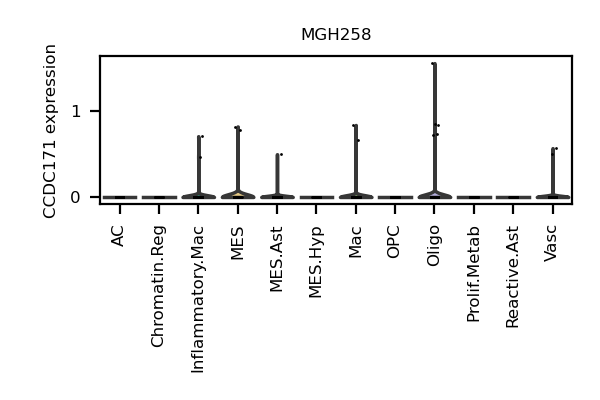 MGH258
CCDC171 expression
1
0
AC
Chromatin.Reg
Inflammatory.Mac
MES
MES.Ast
MES.Hyp
Mac
OPC
Oligo
Prolif.Metab
Reactive.Ast
Vasc